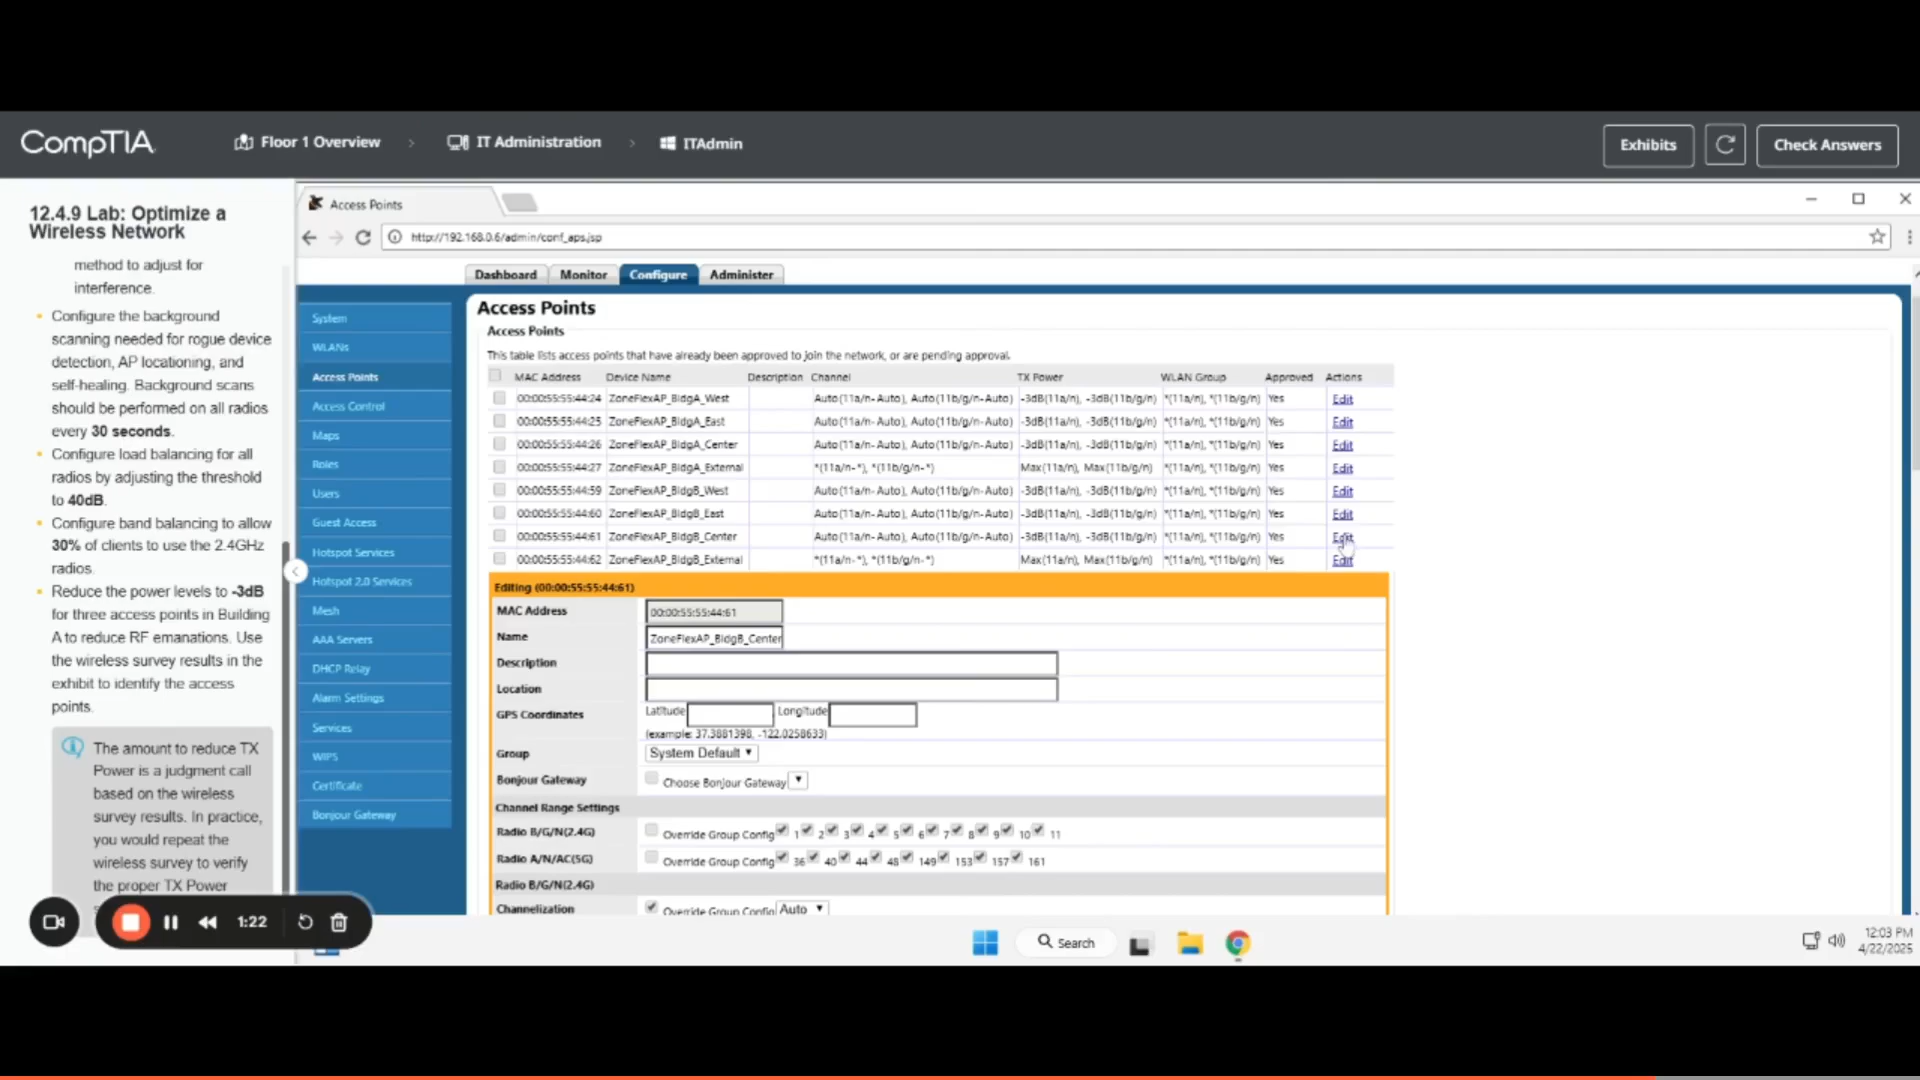 CompTIA
Floor 1 Overview > IT Administration > ITAdmin
Exhibits
Check Answers
12.4.9 Lab: Optimize a
Wireless Network
method to adjust for
interference.
Configure the background
scanning needed for rogue device
detection, AP locationing, and
self-healing. Background scans
should be performed on all radios
every 30 seconds.
Configure load balancing for all
radios by adjusting the threshold
to 40dB.
Configure band balancing to allow
30% of clients to use the 2.4GHz
radios.
Reduce the power levels to -3dB
for three access points in Building
A to reduce RF emanations. Use
the wireless survey results in the
exhibit to identify the access
points.
The amount to reduce TX
Power is a judgment call
based on the wireless
survey results. In practice,
you would repeat the
wireless survey to verify
the proper TX Power
1:22
Access Points
http://192.168.0.6/admin/conf_aps.jsp
Dashboard Monitor Configure Administer
System
WLANs
Access Points
Access Control
Maps
Roles
Users
Guest Access
Hotspot Services
Hotspot 2.0 Services
Mesh
AAA Servers
DHCP Relay
Alarm Settings
Services
WIPS
Certificate
Bonjour Gateway
Access Points
Access Points
This table lists access points that have already been approved to join the network, or are pending approval.
MAC Address Device Name Description Channel TX Power WLAN Group Approved Actions
00:00:55:55:44:24 ZoneFlexAP_BldgA_West Auto(11a/n-Auto), Auto(11b/g/n-Auto) -3dB(11a/n), -3dB(11b/g/n) *(11a/n), *(11b/g/n) Yes Edit
00:00:55:55:44:25 ZoneFlexAP_BldgA_East Auto(11a/n-Auto), Auto(11b/g/n-Auto) -3dB(11a/n), -3dB(11b/g/n) *(11a/n), *(11b/g/n) Yes Edit
00:00:55:55:44:26 ZoneFlexAP_BldgA_Center Auto(11a/n-Auto), Auto(11b/g/n-Auto) -3dB(11a/n), -3dB(11b/g/n) *(11a/n), *(11b/g/n) Yes Edit
00:00:55:55:44:27 ZoneFlexAP_BldgA_External *(11a/n-*), *(11b/g/n-*) Max(11a/n), Max(11b/g/n) *(11a/n), *(11b/g/n) Yes Edit
00:00:55:55:44:59 ZoneFlexAP_BldgB_West Auto(11a/n-Auto), Auto(11b/g/n-Auto) -3dB(11a/n), -3dB(11b/g/n) *(11a/n), *(11b/g/n) Yes Edit
00:00:55:55:44:60 ZoneFlexAP_BldgB_East Auto(11a/n-Auto), Auto(11b/g/n-Auto) -3dB(11a/n), -3dB(11b/g/n) *(11a/n), *(11b/g/n) Yes Edit
00:00:55:55:44:61 ZoneFlexAP_BldgB_Center Auto(11a/n-Auto), Auto(11b/g/n-Auto) -3dB(11a/n), -3dB(11b/g/n) *(11a/n), *(11b/g/n) Yes Edit
00:00:55:55:44:62 ZoneFlexAP_BldgB_External *(11a/n-*), *(11b/g/n-*) Max(11a/n), Max(11b/g/n) *(11a/n), *(11b/g/n) Yes Edit
Editing (00:00:55:55:44:61)
MAC Address 00:00:55:55:44:61
Name ZoneFlexAP_BldgB_Center
Description
Location
GPS Coordinates Latitude Longitude
(example: 37.3881398, -122.0258633)
Group System Default
Bonjour Gateway Choose Bonjour Gateway
Channel Range Settings
Radio B/G/N(2.4G) Override Group Config 1 2 3 4 5 6 7 8 9 10 11
Radio A/N/AC(5G) Override Group Config 36 40 44 48 149 153 157 161
Radio B/G/N(2.4G)
Channelization Override Group Config Auto
Search
12:03 PM
4/22/2025